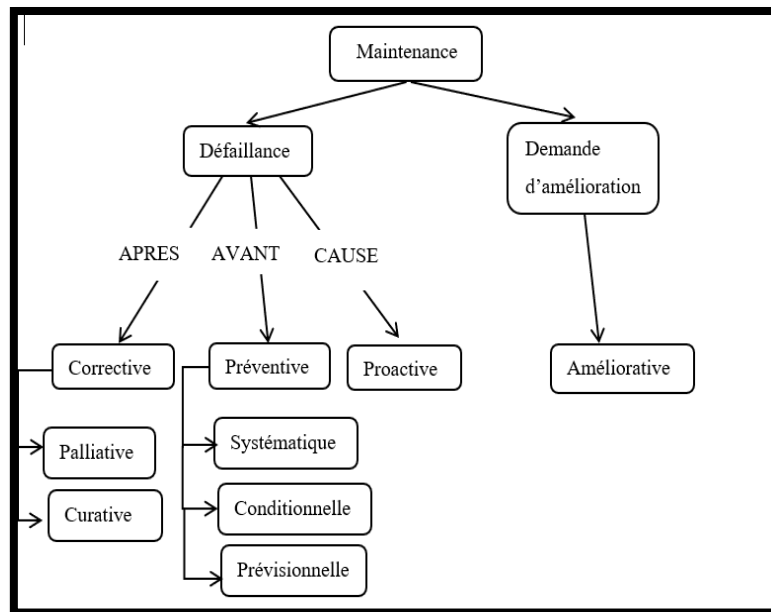 Maintenance
Défaillance
Demande
d’amélioration
APRES
AVANT
CAUSE
Corrective
Préventive
Proactive
Améliorative
Palliative
Systématique
Curative
Conditionnelle
Prévisionnelle